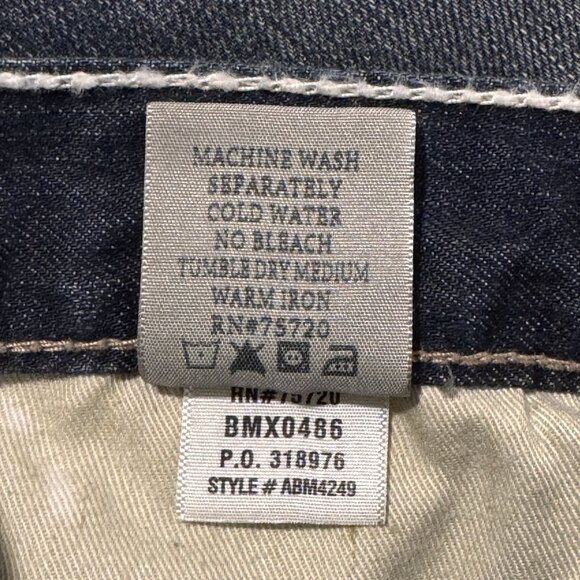 MACHINE WASH
SEPARATELY
COLD WATER
NO BLEACH
TUMBLE DRY MEDIUM
WARM IRON
RN#75720
RN#75720
BMX0486
P.O. 318976
STYLE # ABM4249